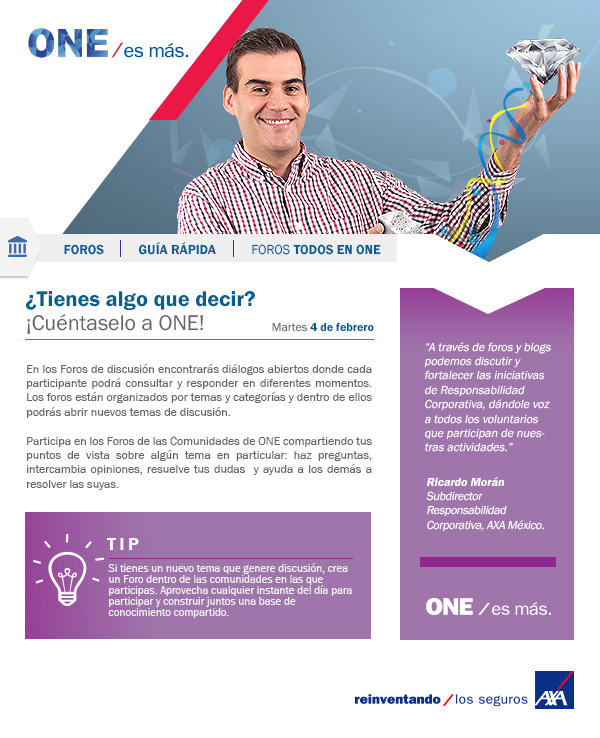 ONE / es más.
FOROS | GUÍA RÁPIDA | FOROS TODOS EN ONE
¿Tienes algo que decir?
¡Cuéntaselo a ONE!
Martes 4 de febrero
En los Foros de discusión encontrarás diálogos abiertos donde cada
participante podrá consultar y responder en diferentes momentos.
Los foros están organizados por temas y categorías y dentro de ellos
podrás abrir nuevos temas de discusión.
Participa en los Foros de las Comunidades de ONE compartiendo tus
puntos de vista sobre algún tema en particular: haz preguntas,
intercambia opiniones, resuelve tus dudas y ayuda a los demás a
resolver las suyas.
TIP
Si tienes un nuevo tema que genere discusión, crea
un Foro dentro de las comunidades en las que
participas. Aprovecha cualquier instante del día para
participar y construir juntos una base de
conocimiento compartido.
“A través de foros y blogs
podemos discutir y
fortalecer las iniciativas
de Responsabilidad
Corporativa, dándole voz
a todos los voluntarios
que participan de nues-
tras actividades.”
Ricardo Morán
Subdirector
Responsabilidad
Corporativa, AXA México.
ONE / es más.
reinventando / los seguros
AXA